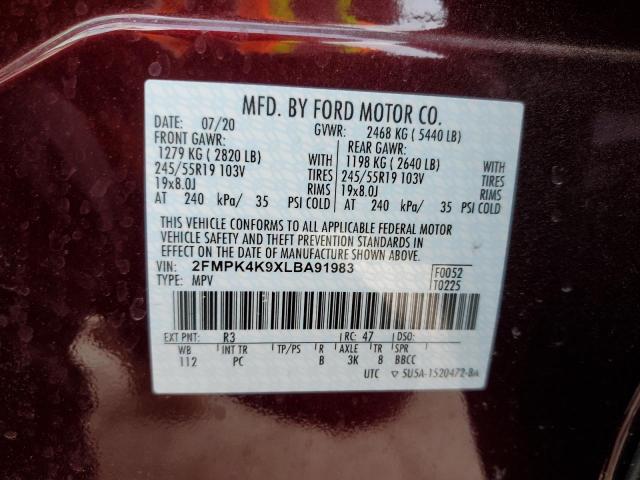 MFD. BY FORD MOTOR CO.
DATE: 07/20 GVWR: 2468 KG ( 5440 LB)
FRONT GAWR: REAR GAWR:
1279 KG ( 2820 LB) WITH 1198 KG ( 2640 LB) WITH
245/55R19 103V TIRES 245/55R19 103V TIRES
19x8.0J RIMS 19x8.0J RIMS
AT 240 kPa/ 35 PSI COLD AT 240 kPa/ 35 PSI COLD
THIS VEHICLE CONFORMS TO ALL APPLICABLE FEDERAL MOTOR
VEHICLE SAFETY AND THEFT PREVENTION STANDARDS IN
EFFECT ON THE DATE OF MANUFACTURE SHOWN ABOVE.
VIN: 2FMPK4K9XLBA91983 F0052
TYPE: MPV T0225
EXT PNT: R3 RC: 47 DSO:
WB INT TR TP/PS R AXLE TR SPR
112 PC B 3K 8 BBCC
UTC ▽ 5U5A-1520472-BA